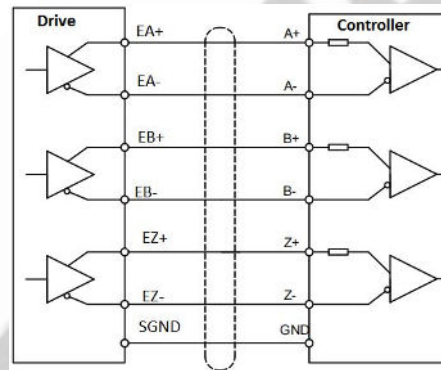 Drive
Controller
EA+
A+
EA-
A-
EB+
B+
EB-
B-
EZ+
Z+
EZ-
Z-
SGND
GND